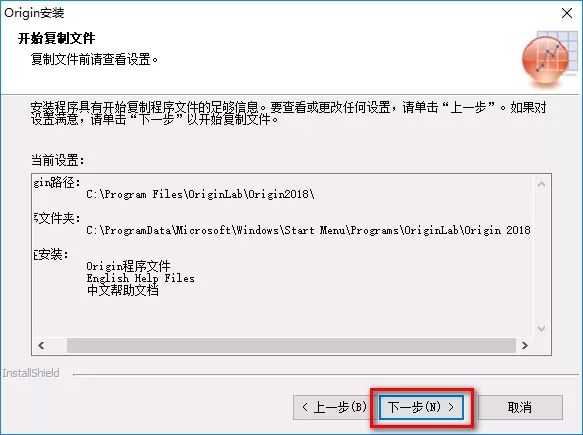 Origin安装
开始复制文件
复制文件前请查看设置。
安装程序具有开始复制程序文件的足够信息。要查看或更改任何设置，请单击“上一步”。如果对
设置满意，请单击“下一步”以开始复制文件。
当前设置：
gin路径:
C:\Program Files\OriginLab\Origin2018\
文件夹:
C:\ProgramData\Microsoft\Windows\Start Menu\Programs\OriginLab\Origin 2018
安装:
Origin程序文件
English Help Files
中文帮助文档
InstallShield
< 上一步(B)
下一步(N) >
取消